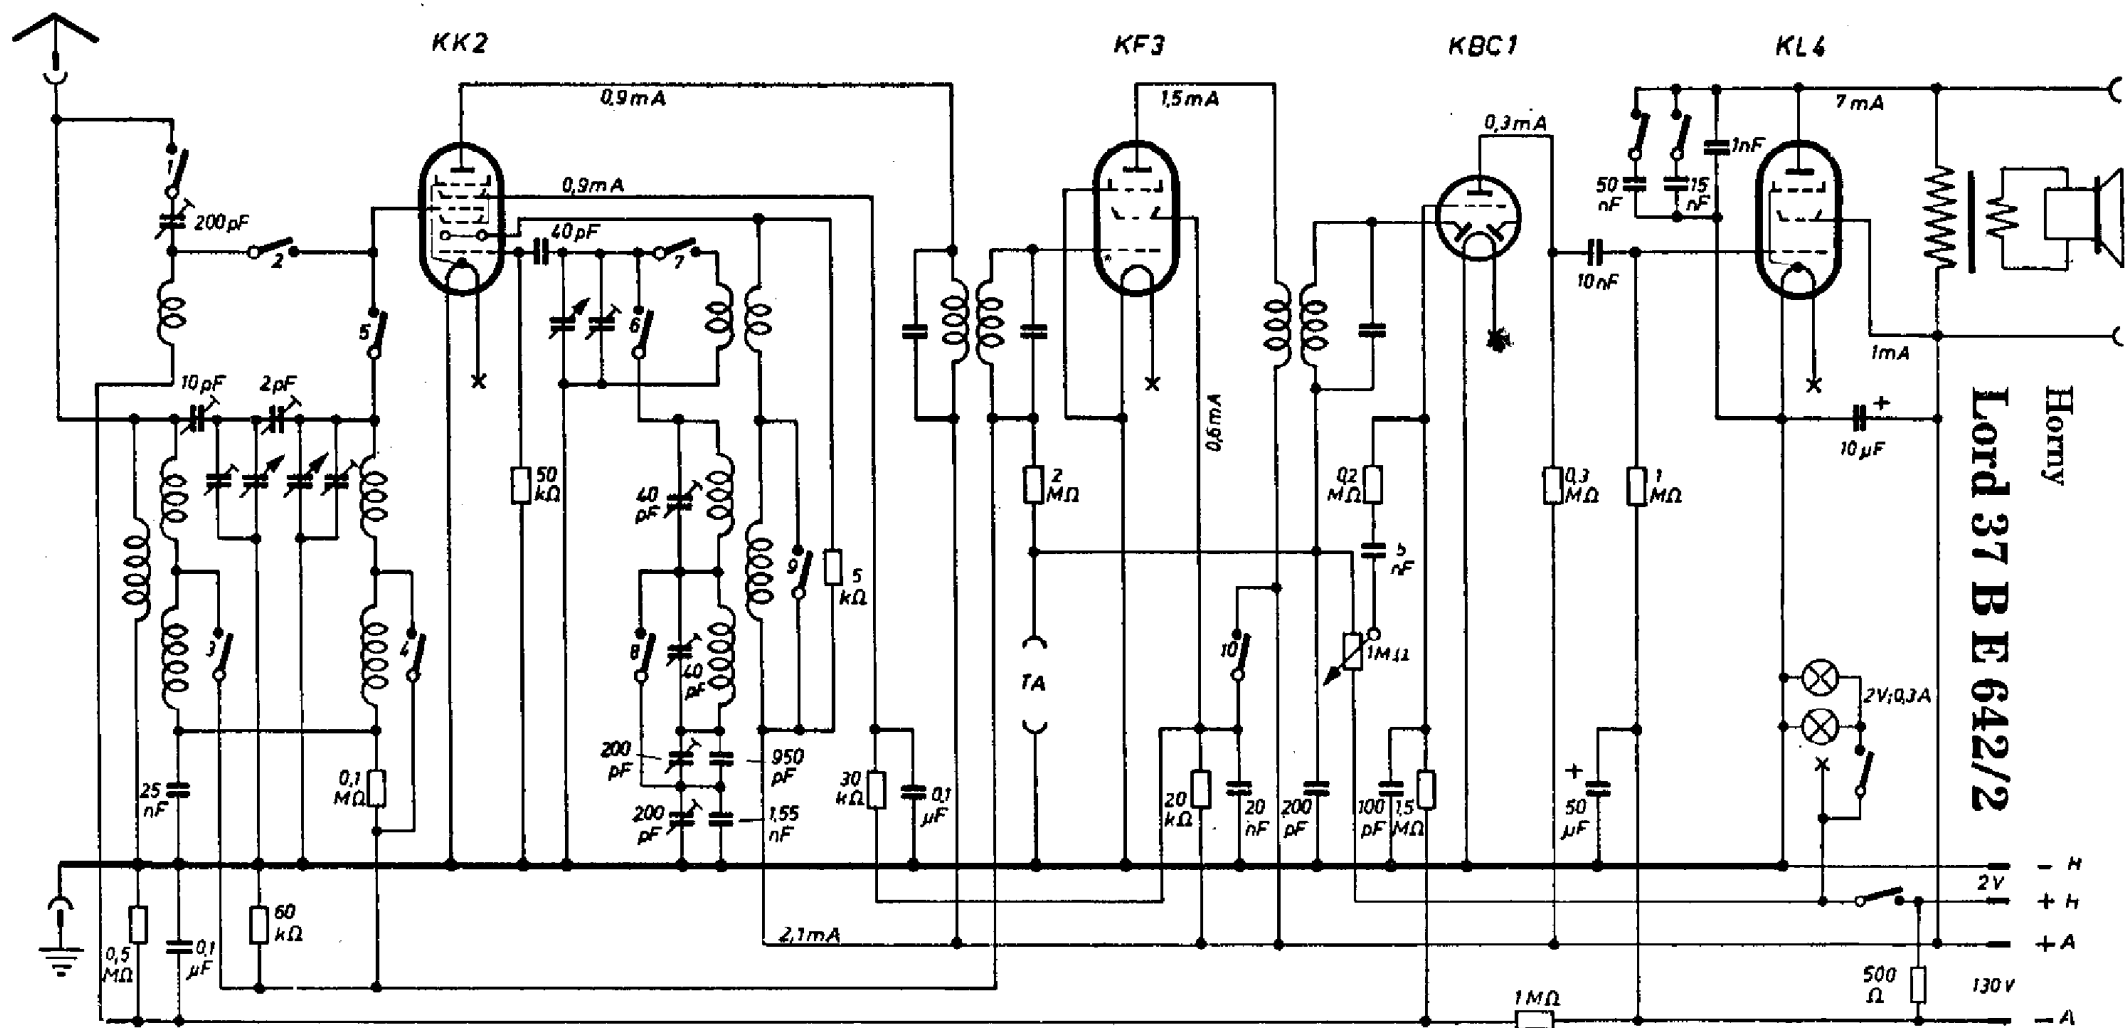 KK2
KF3
KBC1
KL4
0,9mA
1,5mA
7mA
0,3mA
1nF
0,9mA
50
nF
15
nF
1
200pF
40pF
2
7
10nF
5
6
1mA
10pF
2pF
0,6mA
+
10µF
Horny
Lord 37 B E 642/2
50
kΩ
40
pF
2
MΩ
0,2
MΩ
0,3
MΩ
1
MΩ
9
5
kΩ
5
nF
3
4
8
40
pF
10
1MΩ
TA
2V;0,3A
200
pF
950
pF
25
nF
0,1
MΩ
30
kΩ
0,1
µF
20
kΩ
20
nF
200
pF
100
pF
1,5
MΩ
+
50
µF
200
pF
1,55
nF
- H
2V
+ H
60
kΩ
2,1mA
+ A
0,5
MΩ
0,1
µF
500
Ω
130V
1MΩ
- A